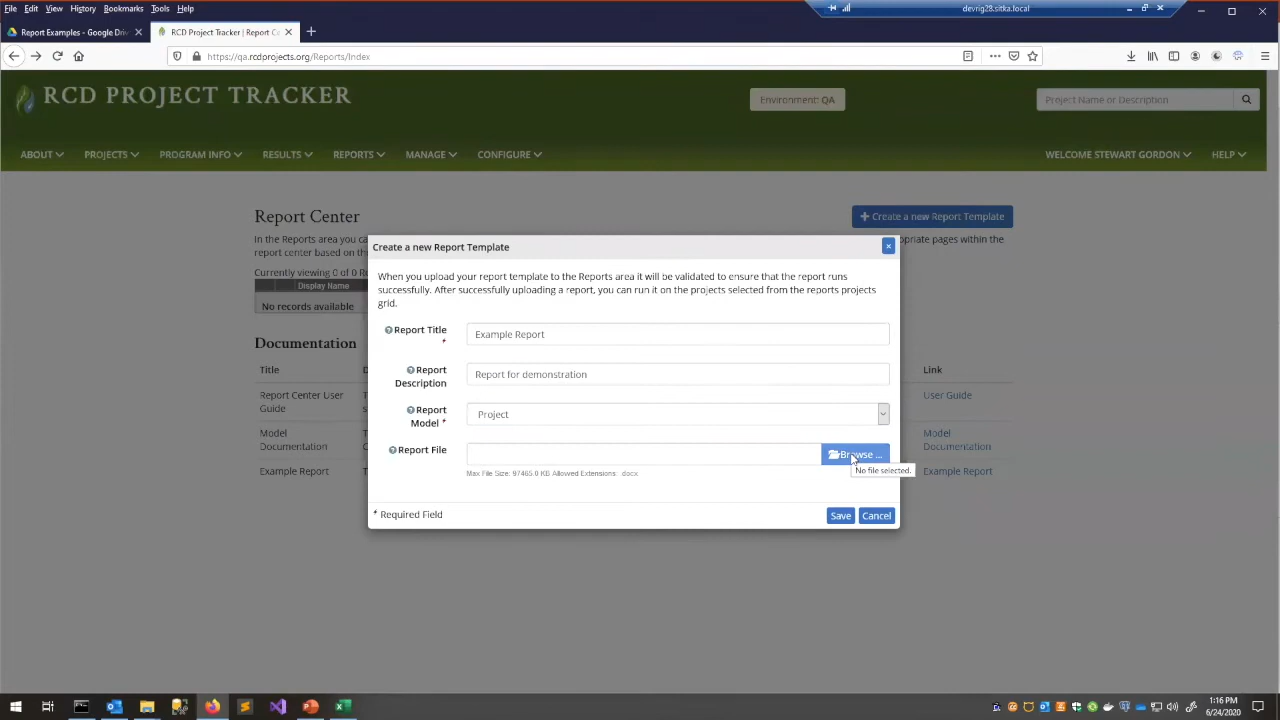 File Edit View History Bookmarks Tools Help
devrig28.sitka.local
Report Examples - Google Driv
RCD Project Tracker | Report Ce
https://qa.rcdprojects.org/Reports/Index
RCD PROJECT TRACKER
Environment: QA
Project Name or Description
ABOUT PROJECTS PROGRAM INFO RESULTS REPORTS MANAGE CONFIGURE WELCOME STEWART GORDON HELP
Report Center
Create a new Report Template
In the Reports area you ca
opriate pages within the
report center based on the
Currently viewing 0 of 0 Re
Display Name
No records available
Documentation
Title
Link
Report Center User
Guide
User Guide
Model
Documentation
Model
Documentation
Example Report
Example Report
Create a new Report Template
When you upload your report template to the Reports area it will be validated to ensure that the report runs
successfully. After successfully uploading a report, you can run it on the projects selected from the reports projects
grid.
Report Title *
Example Report
Report
Description
Report for demonstration
Report
Model *
Project
Report File
Browse ...
No file selected.
Max File Size: 97465.0 KB Allowed Extensions: docx
* Required Field
Save Cancel
1:16 PM
6/24/2020